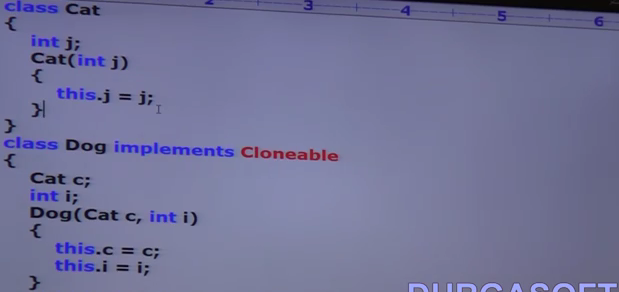 2 3 4 5 6
class Cat
{
int j;
Cat(int j)
{
this.j = j;
}
}
class Dog implements Cloneable
{
Cat c;
int i;
Dog(Cat c, int i)
{
this.c = c;
this.i = i;
}
DURGASOFT